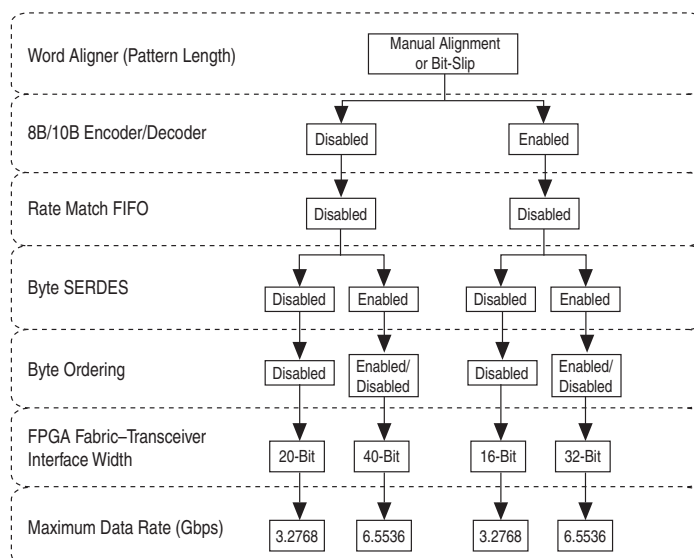 Word Aligner (Pattern Length)
Manual Alignment
or Bit-Slip
8B/10B Encoder/Decoder
Disabled
Enabled
Rate Match FIFO
Disabled
Disabled
Byte SERDES
Disabled
Enabled
Disabled
Enabled
Byte Ordering
Disabled
Enabled/
Disabled
Disabled
Enabled/
Disabled
FPGA Fabric–Transceiver
Interface Width
20-Bit
40-Bit
16-Bit
32-Bit
Maximum Data Rate (Gbps)
3.2768
6.5536
3.2768
6.5536